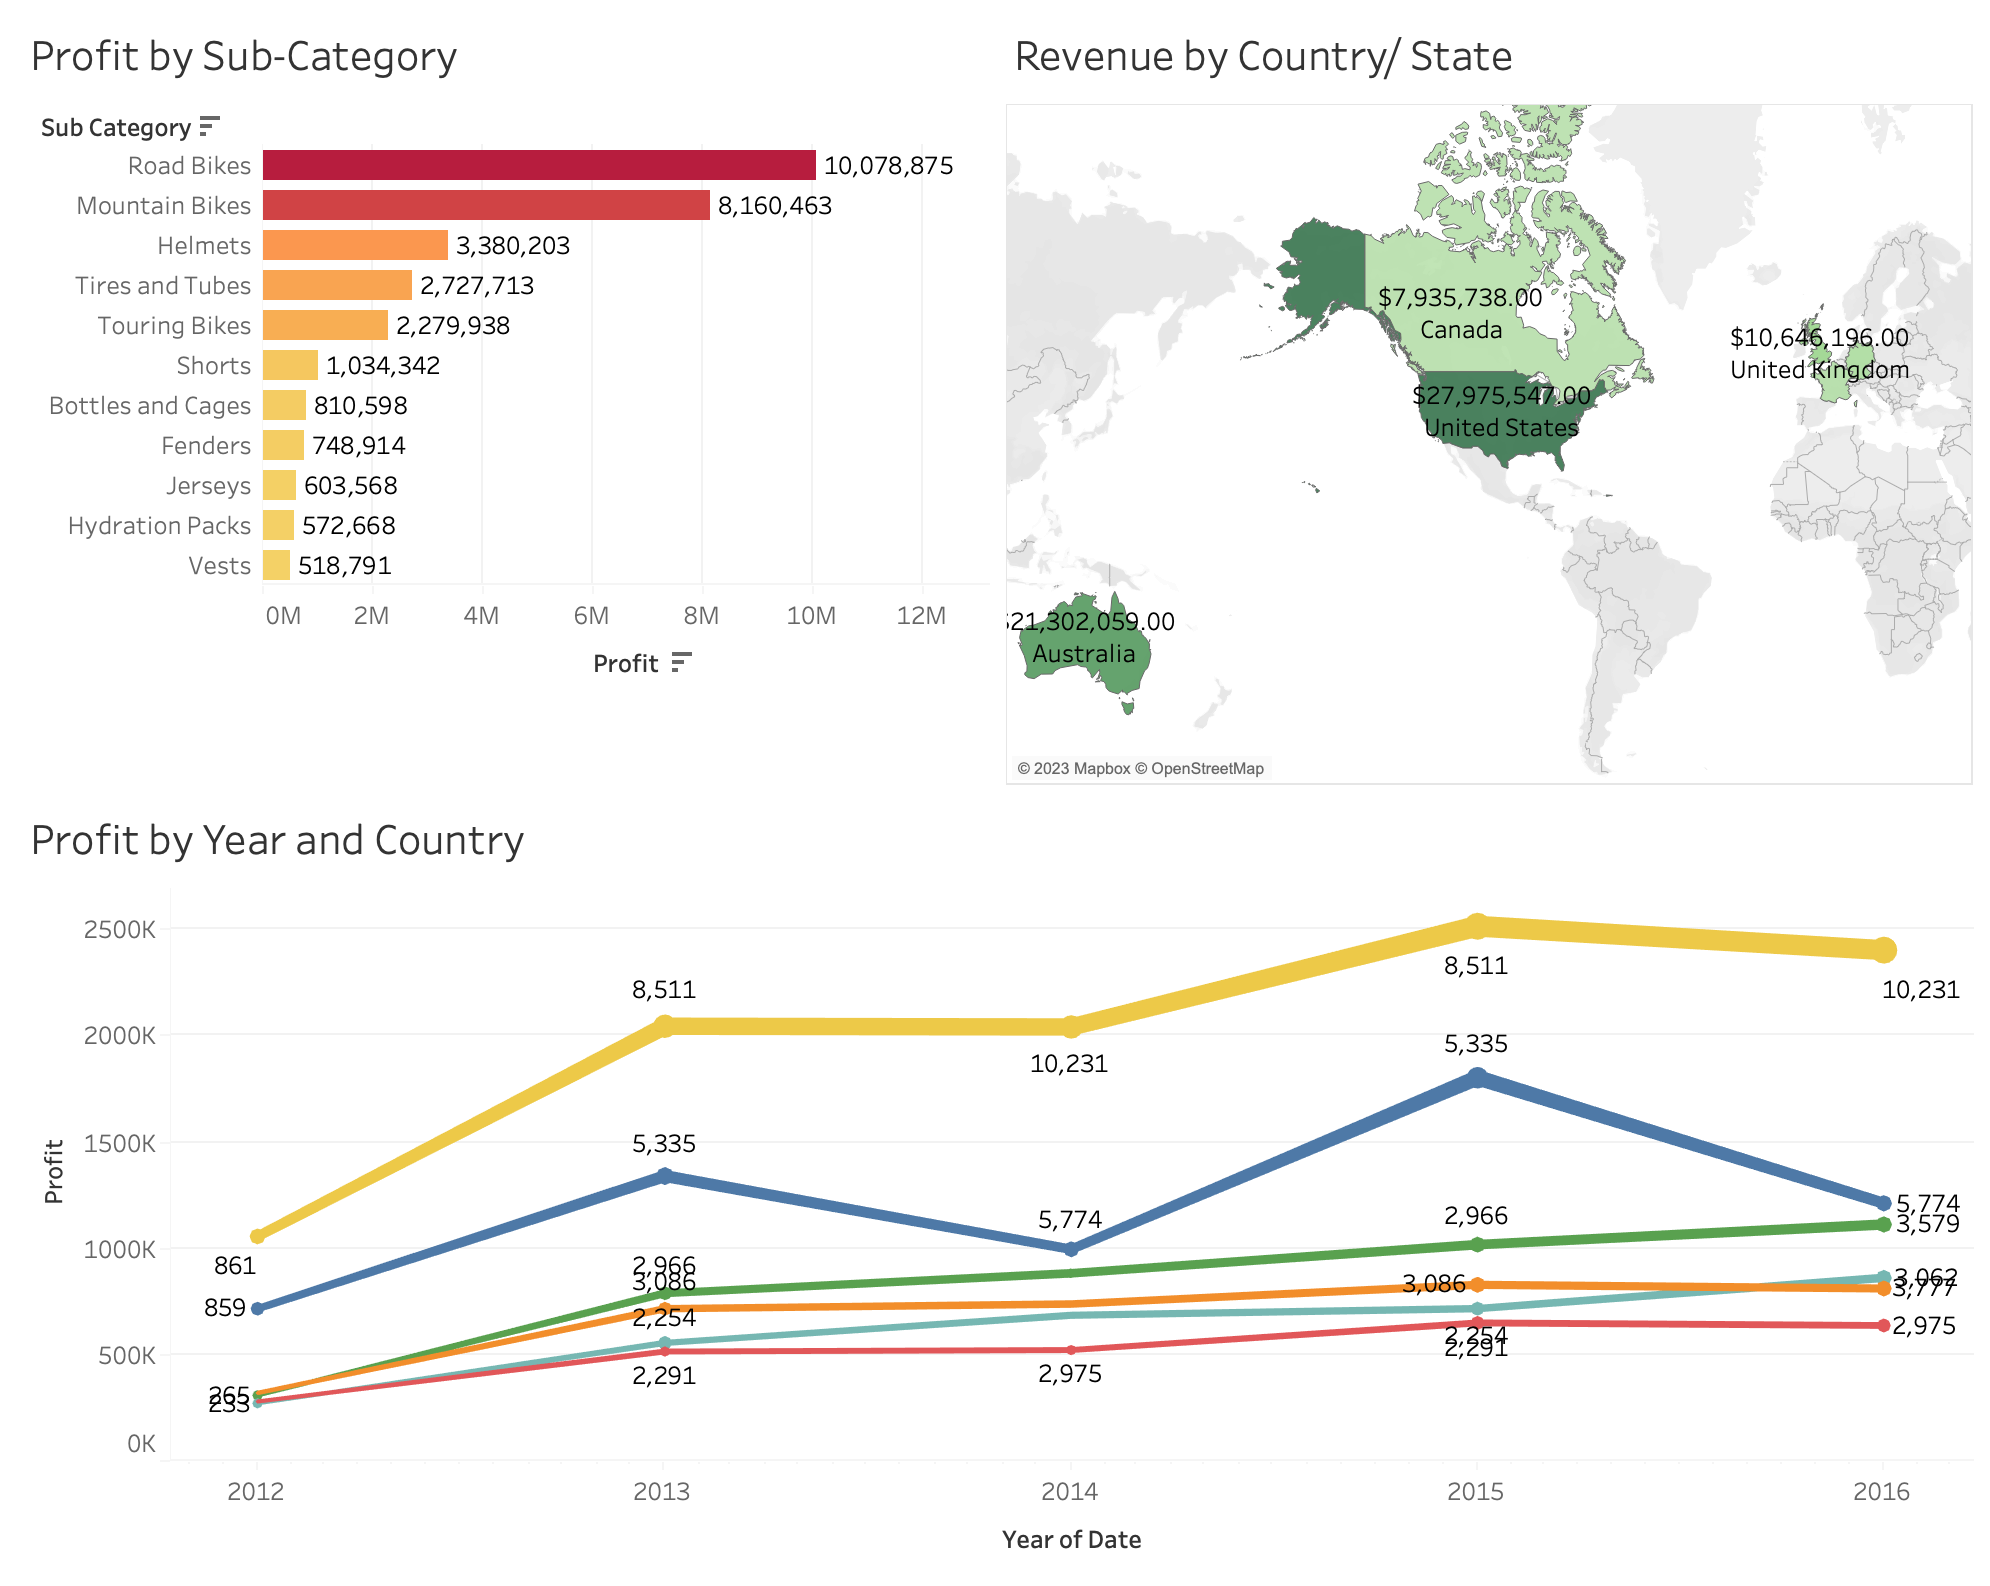 Profit by Sub-Category
Sub Category
Road Bikes 10,078,875
Mountain Bikes 8,160,463
Helmets 3,380,203
Tires and Tubes 2,727,713
Touring Bikes 2,279,938
Shorts 1,034,342
Bottles and Cages 810,598
Fenders 748,914
Jerseys 603,568
Hydration Packs 572,668
Vests 518,791
0M 2M 4M 6M 8M 10M 12M
Profit
Revenue by Country/ State
$7,935,738.00
Canada
$10,646,196.00
United Kingdom
$27,975,547.00
United States
21,302,059.00
Australia
© 2023 Mapbox © OpenStreetMap
Profit by Year and Country
2500K
8,511
8,511
10,231
2000K
10,231
5,335
Profit
1500K
5,335
5,774
2,966
5,774
3,579
1000K
861
2,966
3,086
3,086
3,062
3,777
859
2,254
2,975
500K
2,254
2,291
2,291
2,975
265
0K
2012 2013 2014 2015 2016
Year of Date